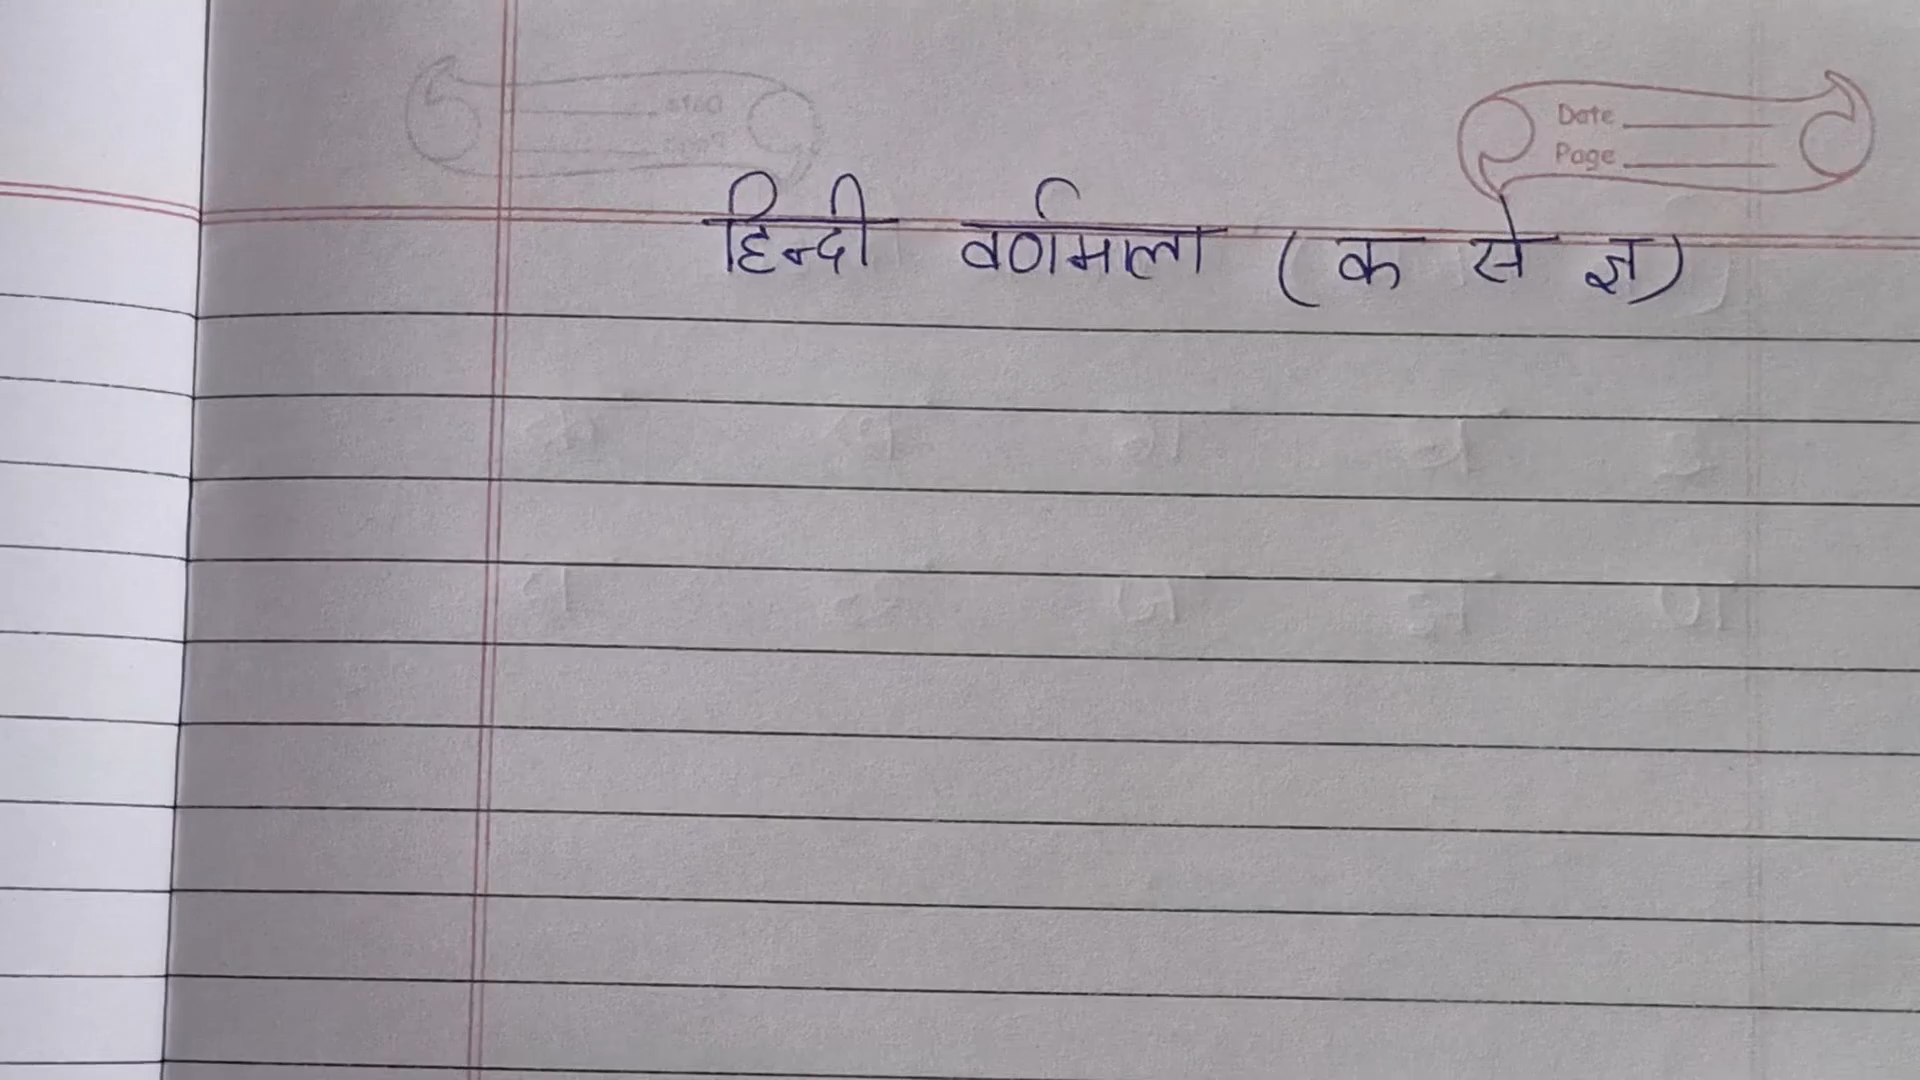 Date
Page
हिन्दी वर्णमाला (क से ज्ञ)